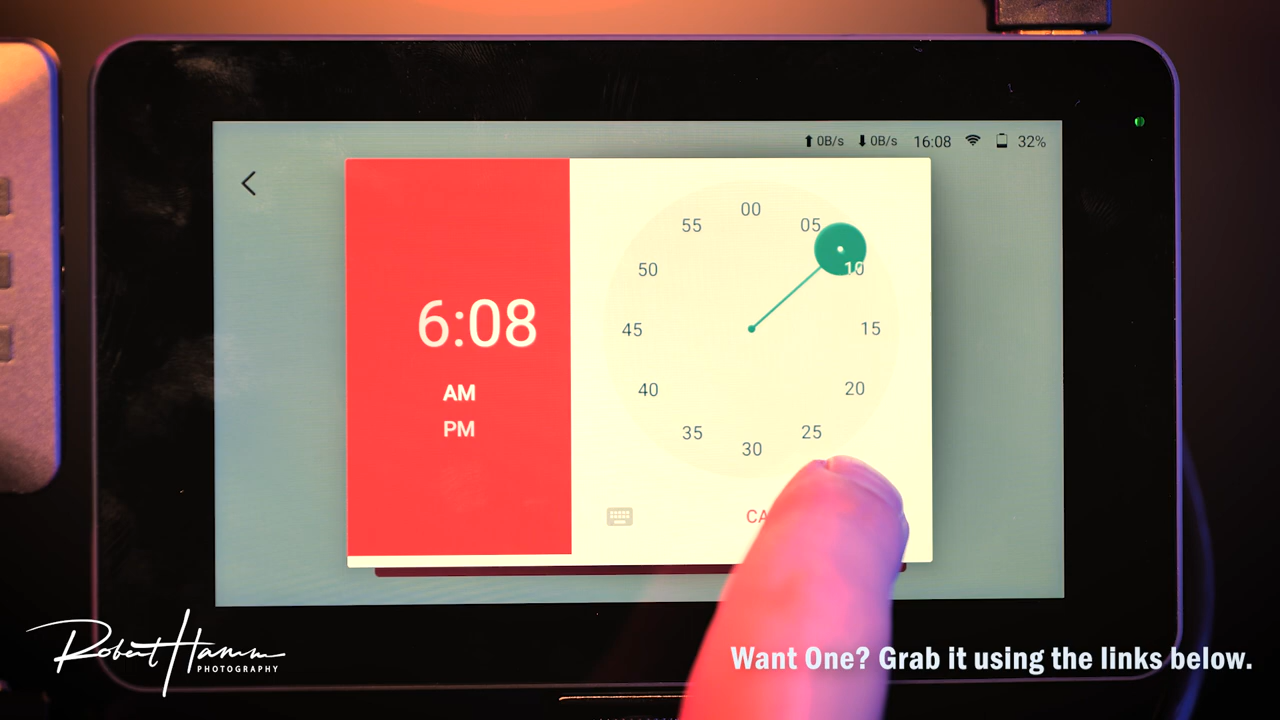 0B/s 0B/s 16:08 32%
6:08
AM
PM
00
05
10
15
20
25
30
35
40
45
50
55
Robert Hamm
PHOTOGRAPHY
Want One? Grab it using the links below.